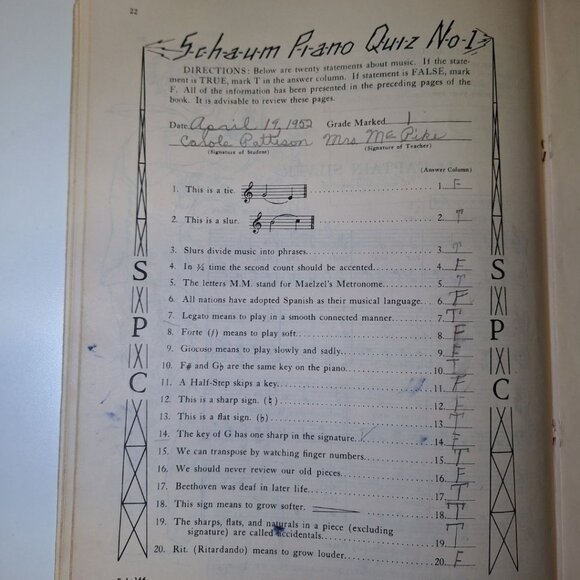 22
S-c-h-a-u-m P-i-a-n-o Q-u-i-z N-o-1
DIRECTIONS: Below are twenty statements about music. If the state-
ment is TRUE, mark T in the answer column. If statement is FALSE, mark
F. All of the information has been presented in the preceding pages of the
book. It is advisable to review these pages.
Date April 19, 1952 Grade Marked 1
Carole Pattison Mrs McPike
(Signature of Student) (Signature of Teacher)
(Answer Column)
1. This is a tie. 1. F
2. This is a slur. 2. T
3. Slurs divide music into phrases. 3. T
4. In ¾ time the second count should be accented. 4. F
5. The letters M.M. stand for Maelzel's Metronome. 5. T
6. All nations have adopted Spanish as their musical language. 6. F
7. Legato means to play in a smooth connected manner. 7. T
8. Forte (f) means to play soft. 8. F
9. Giocoso means to play slowly and sadly. 9. F
10. F# and G♭ are the same key on the piano. 10. T
11. A Half-Step skips a key. 11. F
12. This is a sharp sign. (♮) 12. F
13. This is a flat sign. (♭) 13. T
14. The key of G has one sharp in the signature. 14. F
15. We can transpose by watching finger numbers. 15. T
16. We should never review our old pieces. 16. F
17. Beethoven was deaf in later life. 17. T
18. This sign means to grow softer. 18. T
19. The sharps, flats, and naturals in a piece (excluding
signature) are called accidentals. 19. T
20. Rit. (Ritardando) means to grow louder. 20. F
S
P
C
S
P
C